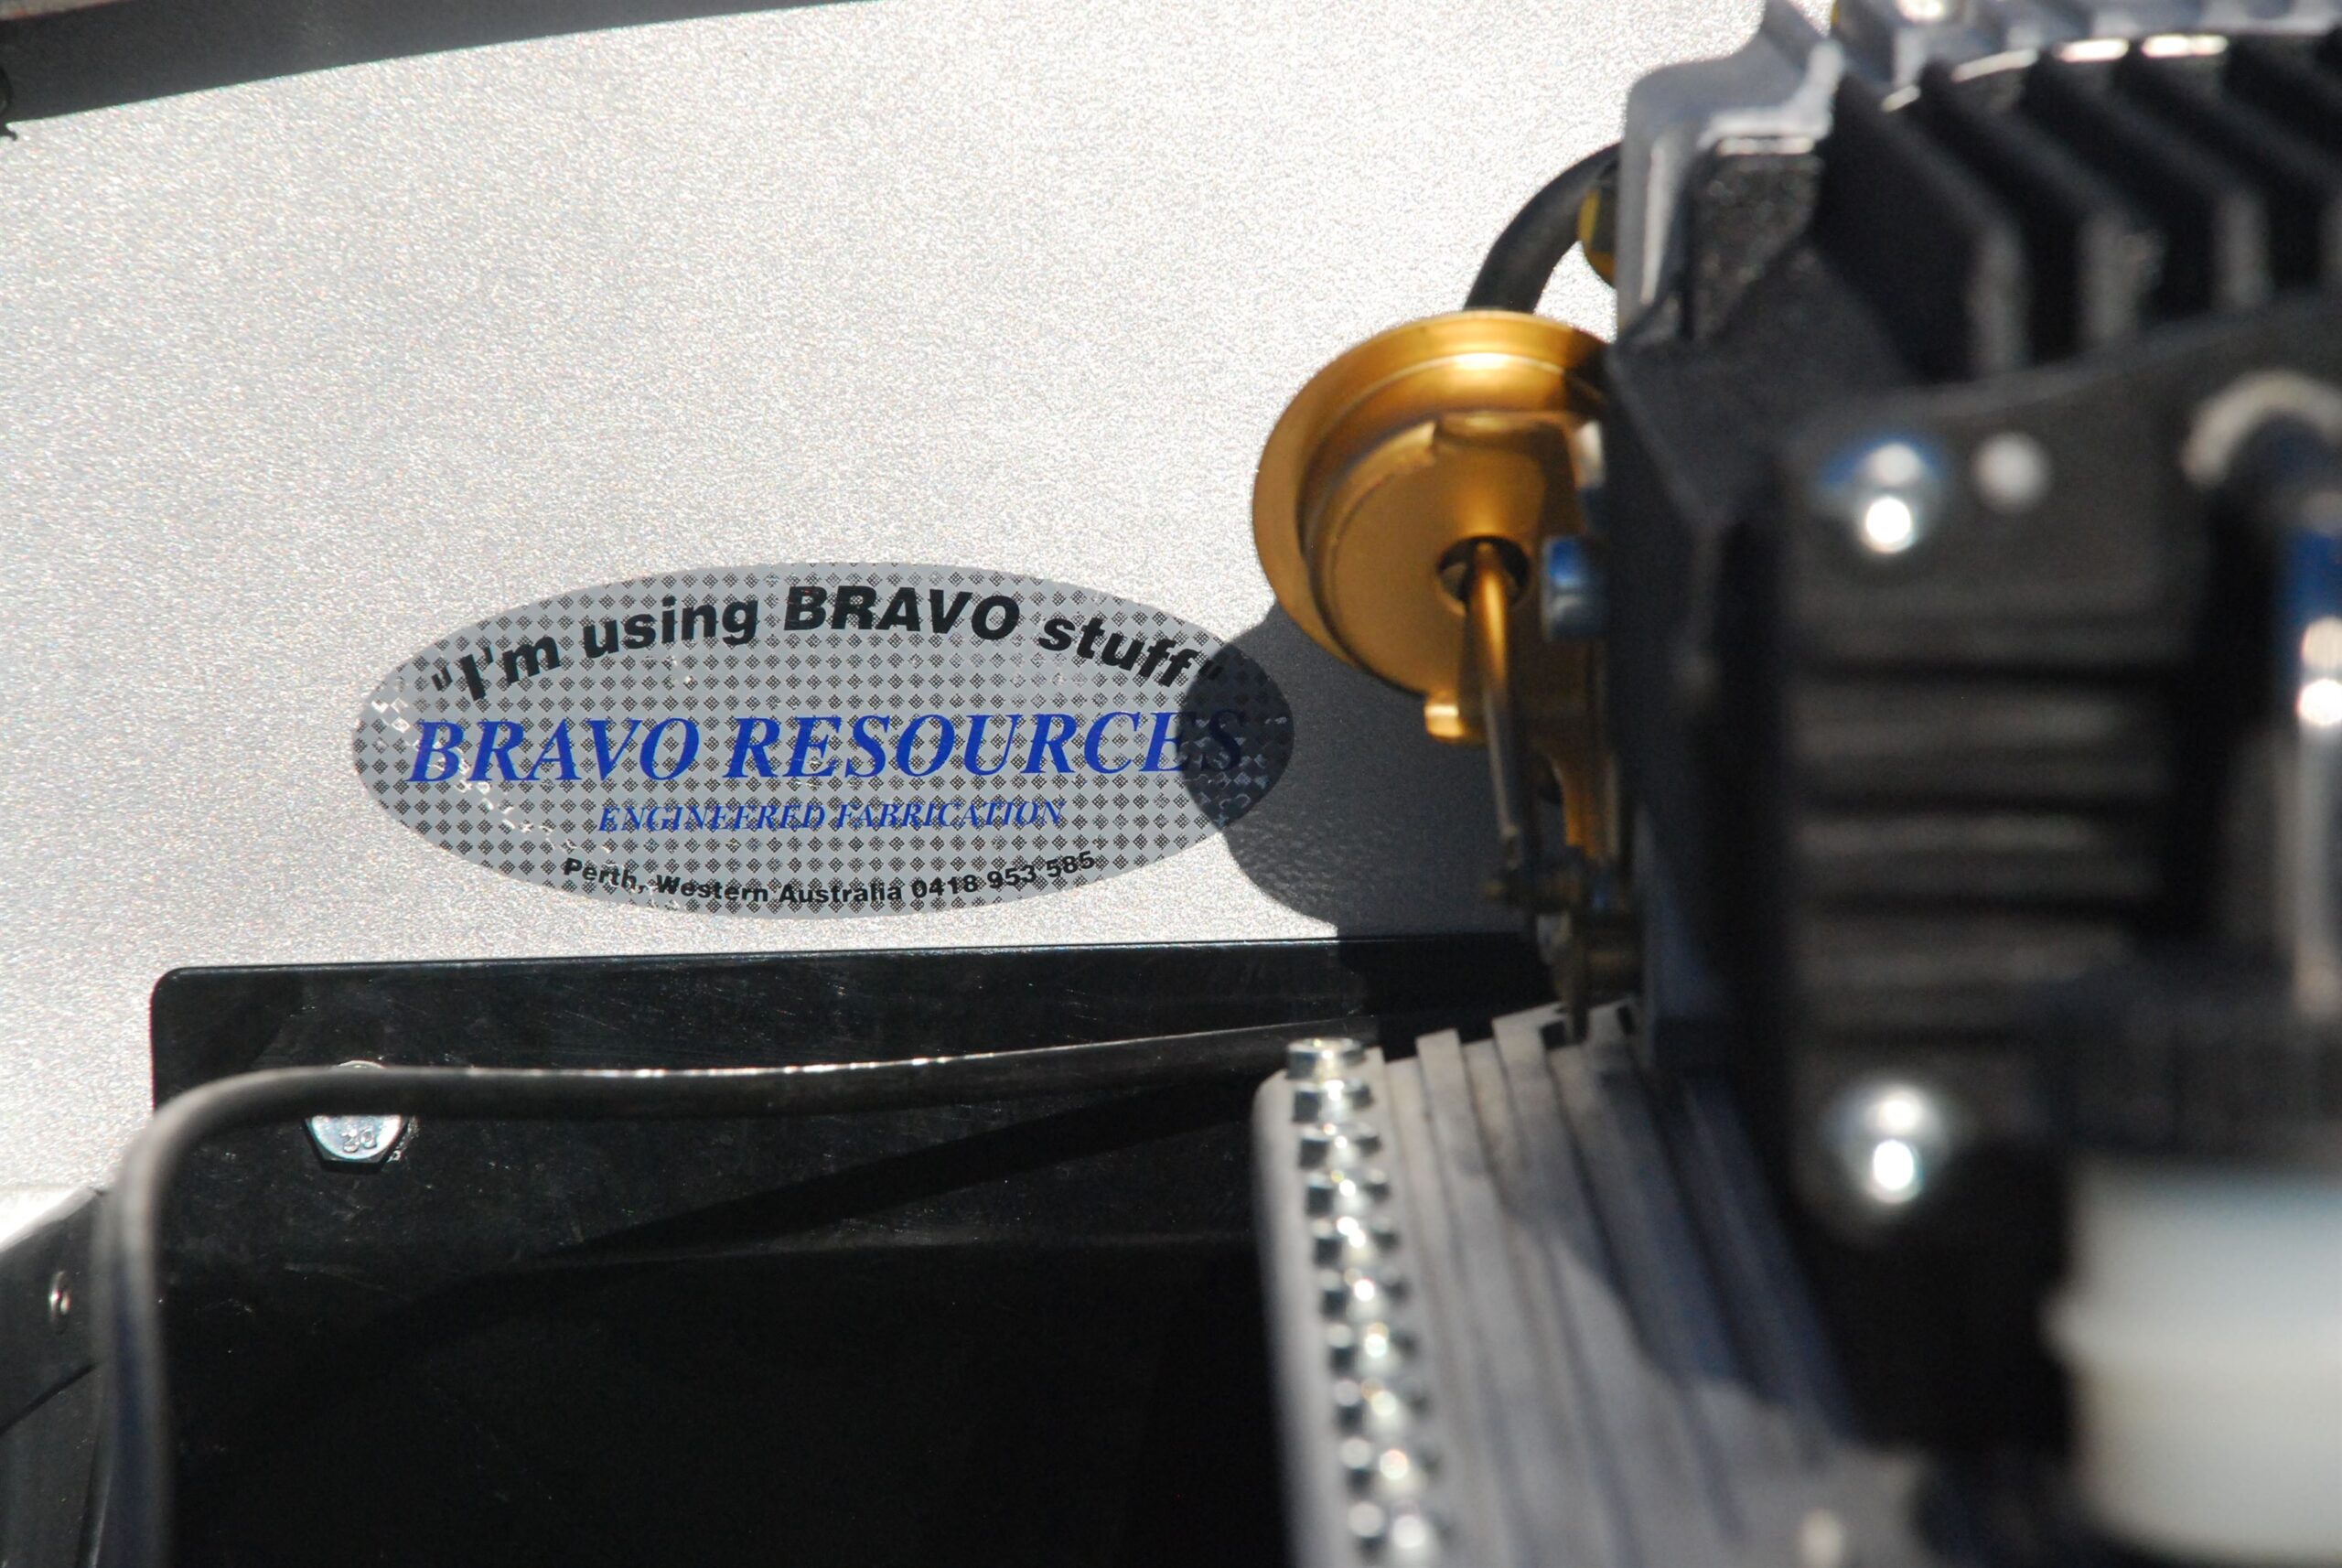 "I'm using BRAVO stuff"
BRAVO RESOURCES
ENGINEERED FABRICATION
Perth, Western Australia 0418 953 585